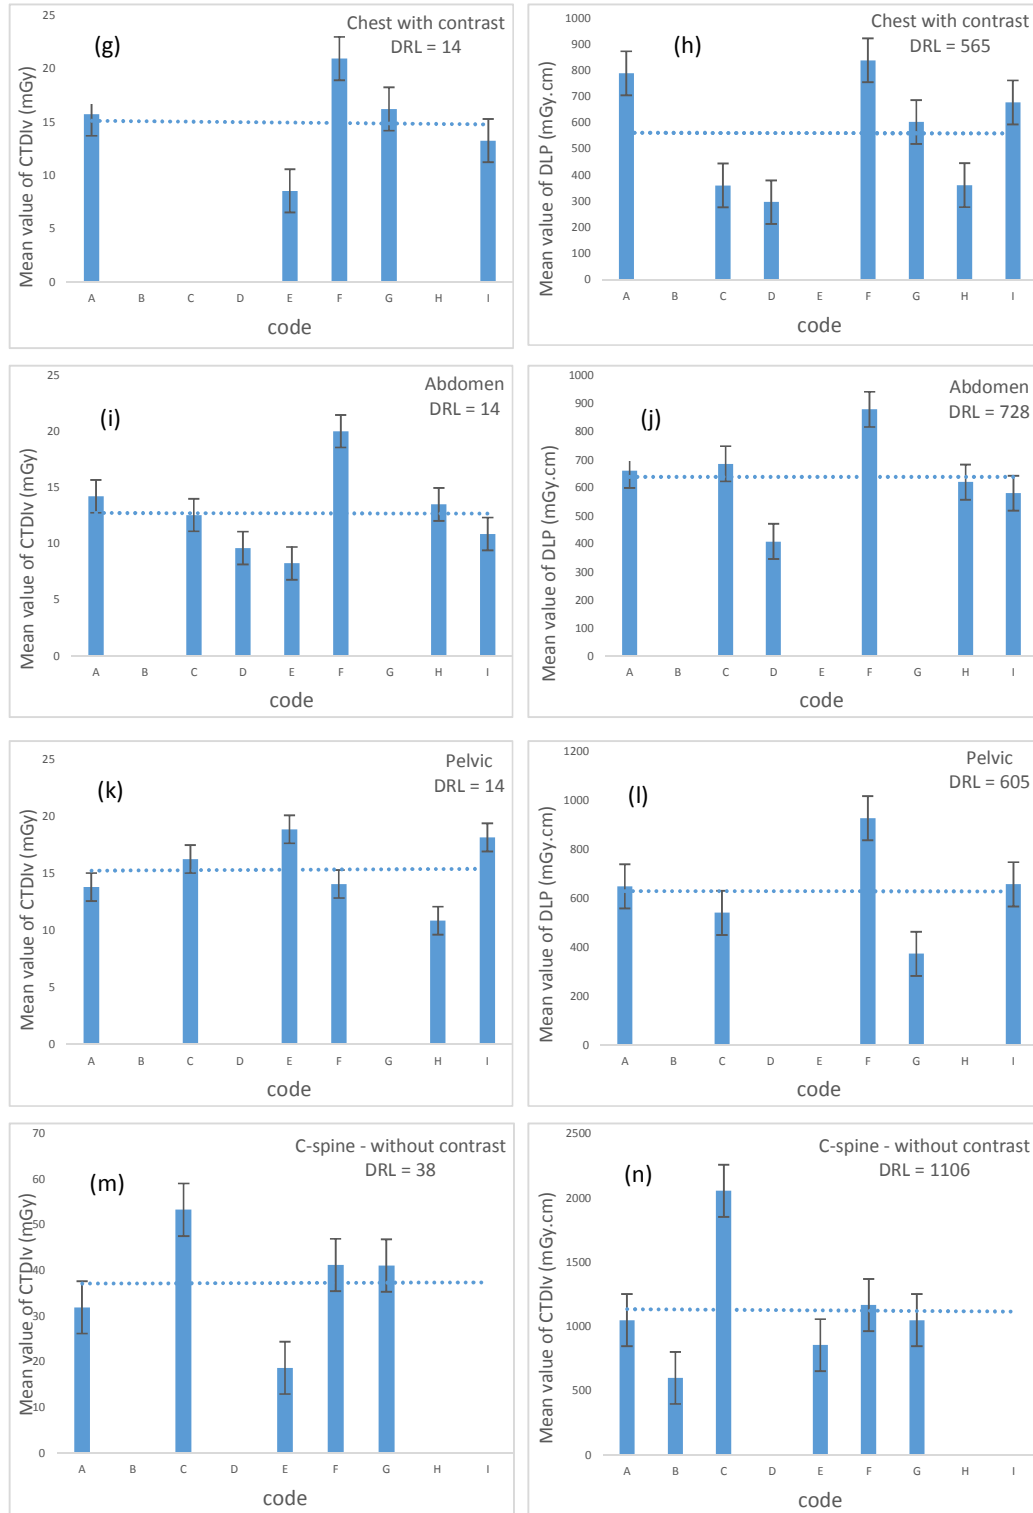 (g)
Chest with contrast
DRL = 14
Mean value of CTDIv (mGy)
25
20
15
10
5
0
A B C D E F G H I
code
(h)
Chest with contrast
DRL = 565
Mean value of DLP (mGy.cm)
1000
900
800
700
600
500
400
300
200
100
0
A B C D E F G H I
code
(i)
Abdomen
DRL = 14
Mean value of CTDIv (mGy)
25
20
15
10
5
0
A B C D E F G H I
code
(j)
Abdomen
DRL = 728
Mean value of DLP (mGy.cm)
1000
900
800
700
600
500
400
300
200
100
0
A B C D E F G H I
code
(k)
Pelvic
DRL = 14
Mean value of CTDIv (mGy)
25
20
15
10
5
0
A B C D E F G H I
code
(l)
Pelvic
DRL = 605
Mean value of DLP (mGy.cm)
1200
1000
800
600
400
200
0
A B C D E F G H I
code
(m)
C-spine - without contrast
DRL = 38
Mean value of CTDIv (mGy)
70
60
50
40
30
20
10
0
A B C D E F G H I
code
(n)
C-spine - without contrast
DRL = 1106
Mean value of CTDIv (mGy.cm)
2500
2000
1500
1000
500
0
A B C D E F G H I
code